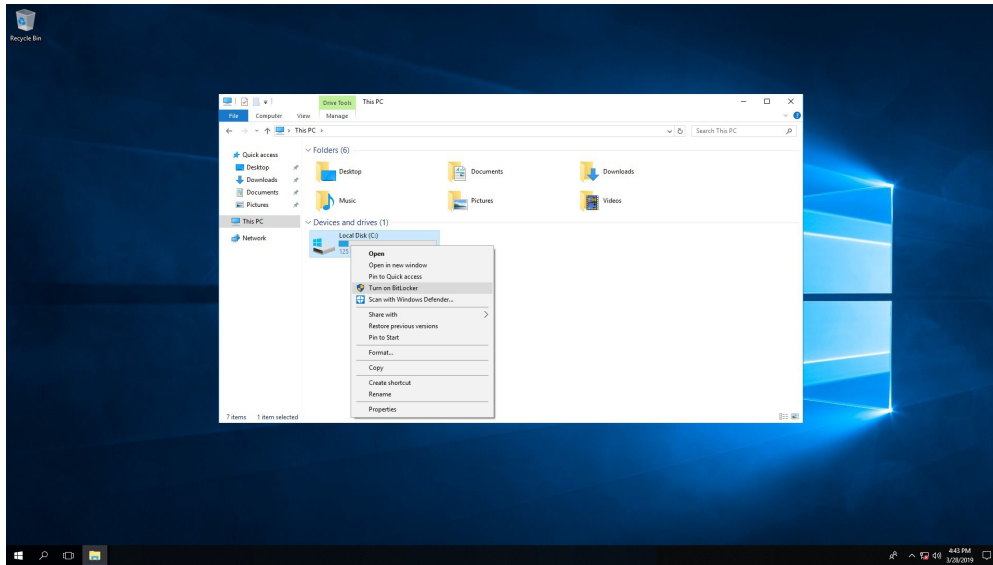 Recycle Bin
Drive Tools
This PC
File
Computer
View
Manage
This PC
Search This PC
Quick access
Desktop
Downloads
Documents
Pictures
This PC
Network
Folders (6)
Desktop
Documents
Downloads
Music
Pictures
Videos
Devices and drives (1)
Local Disk (C:)
125
Open
Open in new window
Pin to Quick access
Turn on BitLocker
Scan with Windows Defender...
Share with
Restore previous versions
Pin to Start
Format...
Copy
Create shortcut
Rename
Properties
7 items
1 item selected
4:43 PM
3/28/2019